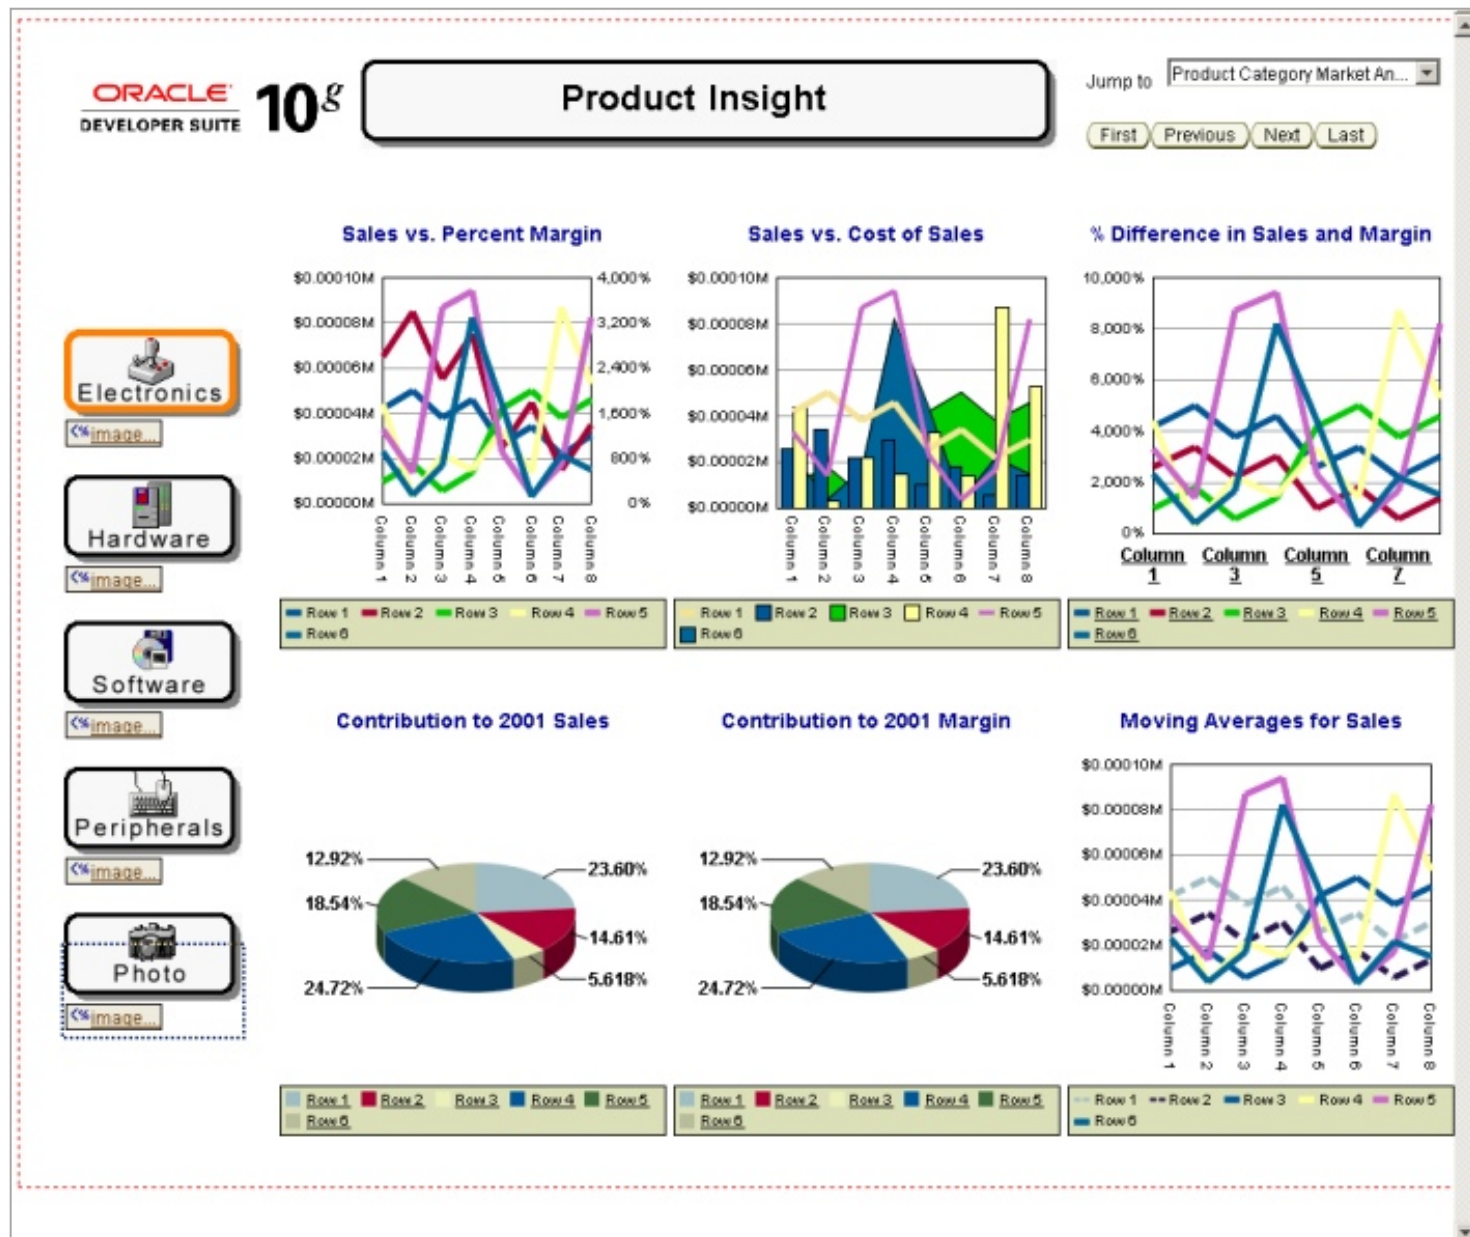 ORACLE
DEVELOPER SUITE
10g
Product Insight
Jump to
Product Category Market An...
First Previous Next Last
Electronics
<%image...
Hardware
<%image...
Software
<%image...
Peripherals
<%image...
Photo
<%image...
Sales vs. Percent Margin
$0.00010M 4,000%
$0.00008M 3,200%
$0.00006M 2,400%
$0.00004M 1,600%
$0.00002M 800%
$0.00000M 0%
Column 1 Column 2 Column 3 Column 4 Column 5 Column 6 Column 7 Column 8
Row 1 Row 2 Row 3 Row 4 Row 5
Row 6
Sales vs. Cost of Sales
$0.00010M
$0.00008M
$0.00006M
$0.00004M
$0.00002M
$0.00000M
Column 1 Column 2 Column 3 Column 4 Column 5 Column 6 Column 7 Column 8
Row 1 Row 2 Row 3 Row 4 Row 5
Row 6
% Difference in Sales and Margin
10,000%
8,000%
6,000%
4,000%
2,000%
0%
Column 1 Column 3 Column 5 Column 7
Row 1 Row 2 Row 3 Row 4 Row 5
Row 6
Contribution to 2001 Sales
12.92% 23.60%
18.54%
14.61%
24.72% 5.618%
Row 1 Row 2 Row 3 Row 4 Row 5
Row 6
Contribution to 2001 Margin
12.92% 23.60%
18.54%
14.61%
24.72% 5.618%
Row 1 Row 2 Row 3 Row 4 Row 5
Row 6
Moving Averages for Sales
$0.00010M
$0.00008M
$0.00006M
$0.00004M
$0.00002M
$0.00000M
Column 1 Column 2 Column 3 Column 4 Column 5 Column 6 Column 7 Column 8
Row 1 Row 2 Row 3 Row 4 Row 5
Row 6